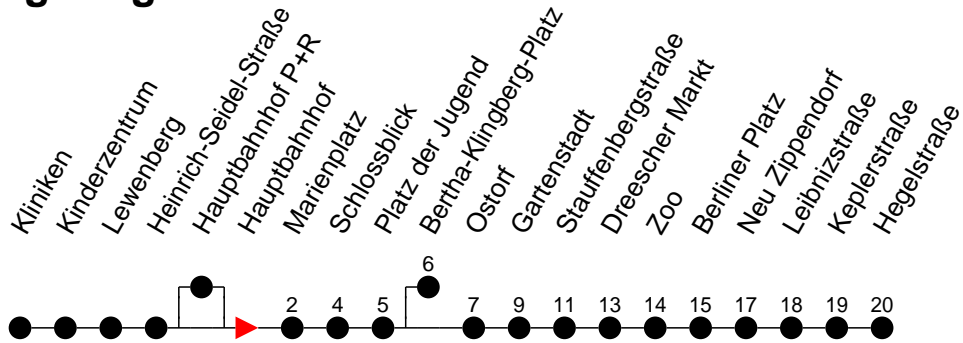 Kliniken
Kinderzentrum
Lewenberg
Heinrich-Seidel-Straße
Hauptbahnhof P+R
Hauptbahnhof
Marienplatz
Schlossblick
Platz der Jugend
Bertha-Klingberg-Platz
Ostorf
Gartenstadt
Stauffenbergstraße
Dreescher Markt
Zoo
Berliner Platz
Neu Zippendorf
Leibnizstraße
Keplerstraße
Hegelstraße
6
2 4 5 7 9 11 13 14 15 17 18 19 20